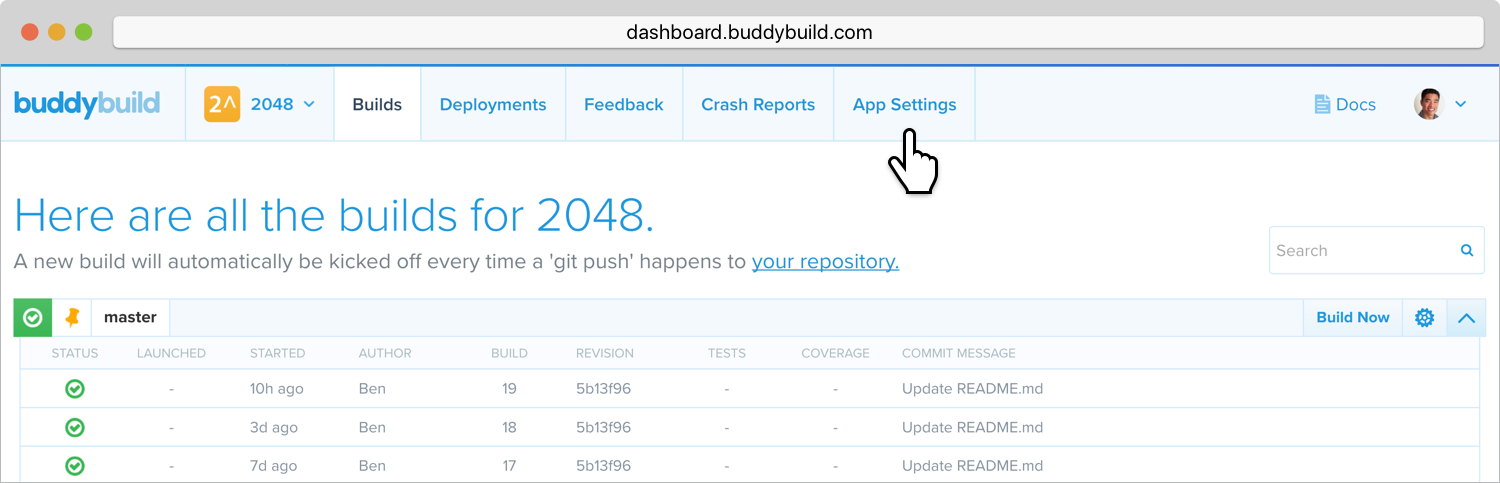 dashboard.buddybuild.com
buddybuild 2^ 2048 Builds Deployments Feedback Crash Reports App Settings Docs
Here are all the builds for 2048.
A new build will automatically be kicked off every time a 'git push' happens to your repository.
Search
master Build Now
STATUS LAUNCHED STARTED AUTHOR BUILD REVISION TESTS COVERAGE COMMIT MESSAGE
- 10h ago Ben 19 5b13f96 - - Update README.md
- 3d ago Ben 18 5b13f96 - - Update README.md
- 7d ago Ben 17 5b13f96 - - Update README.md